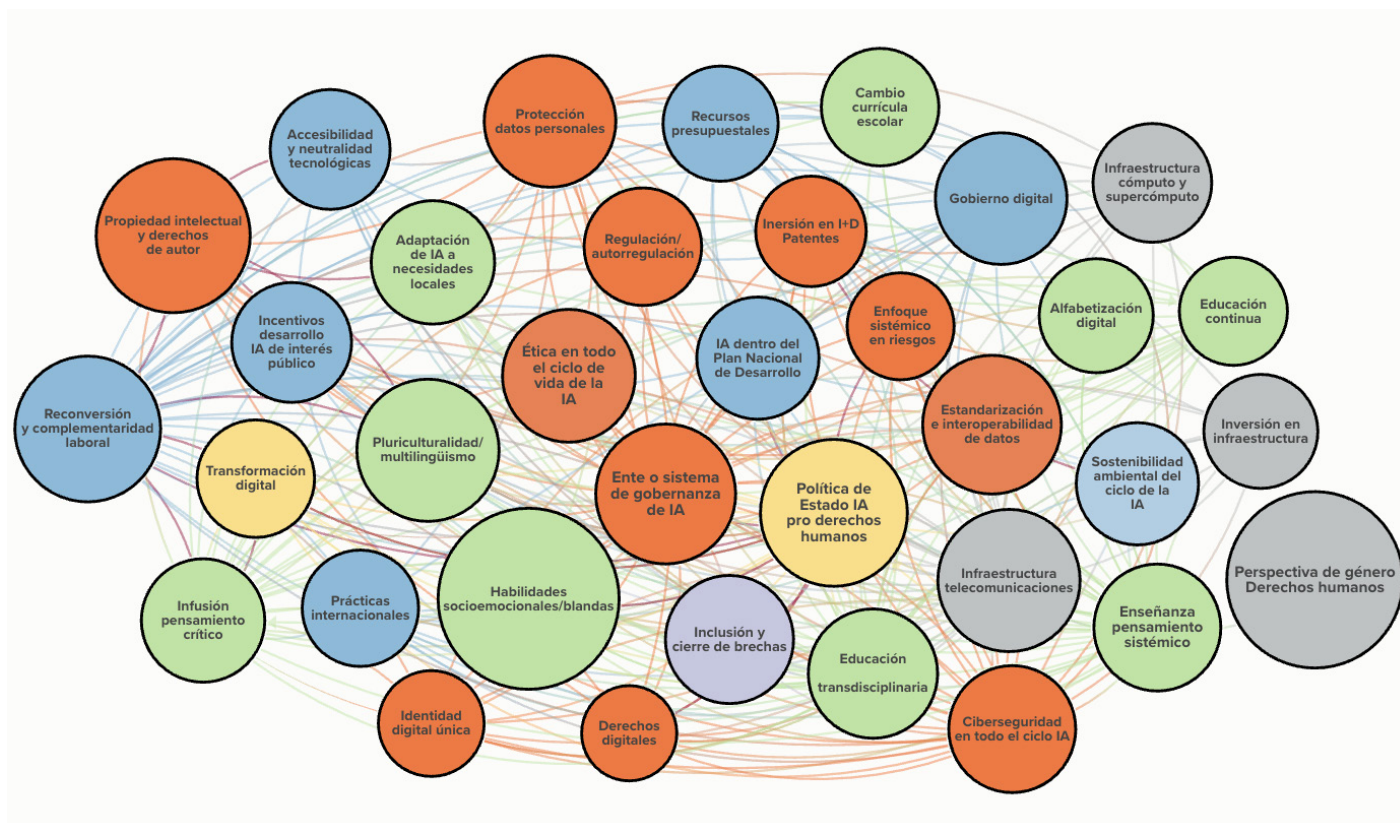 Cambio
currícula
escolar
Protección
datos personales
Recursos
presupuestales
Accesibilidad
y neutralidad
tecnológicas
Infraestructura
cómputo y
supercómputo
Gobierno digital
Propiedad intelectual
y derechos
de autor
Adaptación
de IA a
necesidades
locales
Regulación/
autorregulación
Inersión en I+D
Patentes
Incentivos
desarrollo
IA de interés
público
Ética en todo
el ciclo de
vida de la
IA
IA dentro del
Plan Nacional
de Desarrollo
Enfoque
sistémico
en riesgos
Alfabetización
digital
Educación
continua
Reconversión
y complementaridad
laboral
Pluriculturalidad/
multilingüismo
Estandarización
e interoperabilidad
de datos
Inversión en
infraestructura
Transformación
digital
Ente o sistema
de gobernanza
de IA
Política de
Estado IA
pro derechos
humanos
Sostenibilidad
ambiental del
ciclo de la
IA
Infusión
pensamiento
crítico
Prácticas
internacionales
Habilidades
socioemocionales/blandas
Inclusión y
cierre de brechas
Infraestructura
telecomunicaciones
Enseñanza
pensamiento
sistémico
Perspectiva de género
Derechos humanos
Educación
transdisciplinaria
Identidad
digital única
Derechos
digitales
Ciberseguridad
en todo el ciclo IA